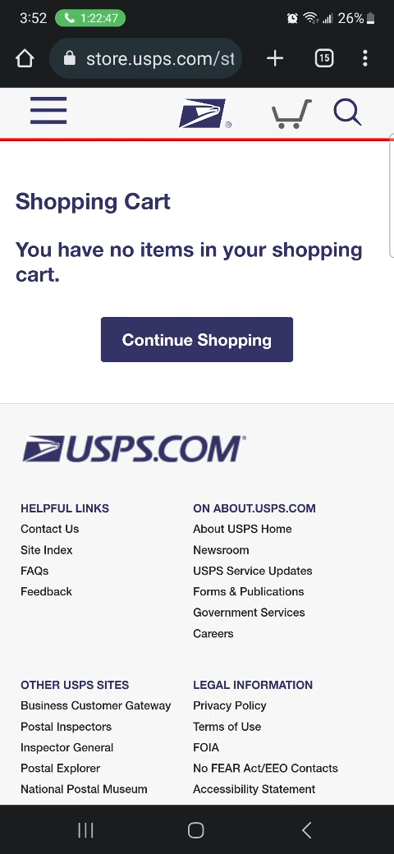 3:52 1:22:47 26%
store.usps.com/st 15
Shopping Cart
You have no items in your shopping
cart.
Continue Shopping
USPS.COM®
HELPFUL LINKS
Contact Us
Site Index
FAQs
Feedback
ON ABOUT.USPS.COM
About USPS Home
Newsroom
USPS Service Updates
Forms & Publications
Government Services
Careers
OTHER USPS SITES
Business Customer Gateway
Postal Inspectors
Inspector General
Postal Explorer
National Postal Museum
LEGAL INFORMATION
Privacy Policy
Terms of Use
FOIA
No FEAR Act/EEO Contacts
Accessibility Statement